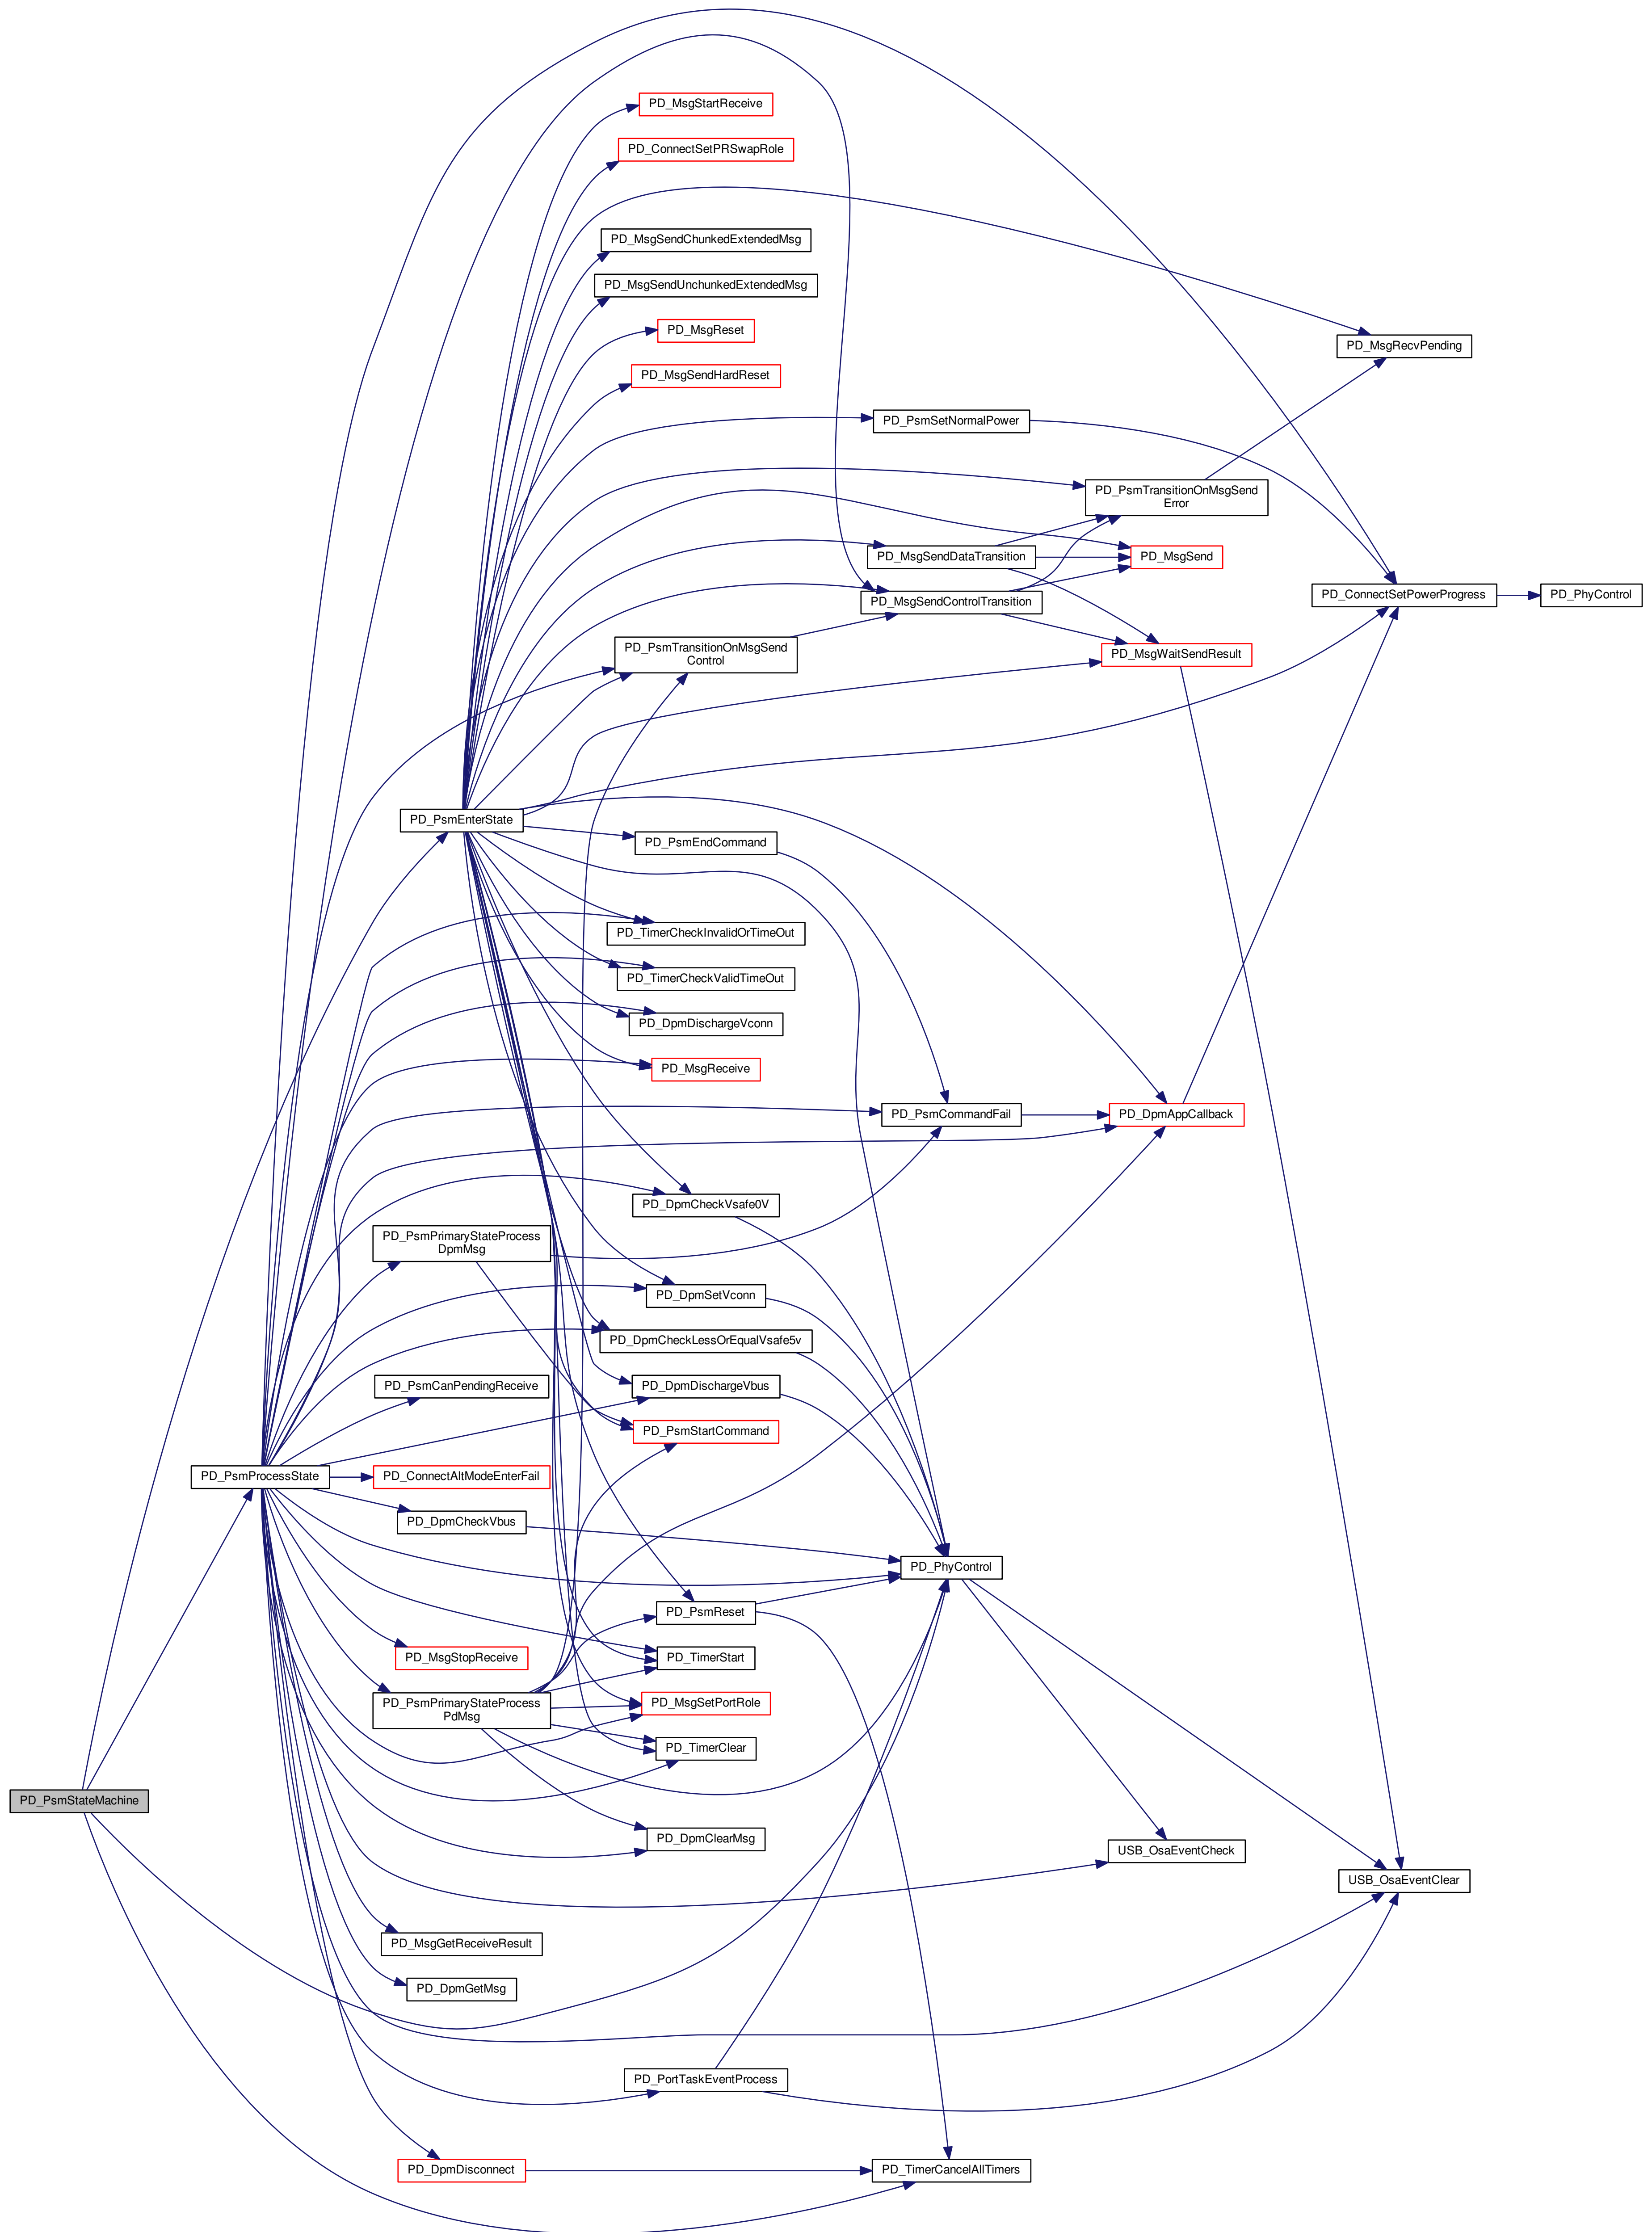 PD_MsgStartReceive
PD_ConnectSetPRSwapRole
PD_MsgSendChunkedExtendedMsg
PD_MsgSendUnchunkedExtendedMsg
PD_MsgReset
PD_MsgRecvPending
PD_MsgSendHardReset
PD_PsmSetNormalPower
PD_PsmTransitionOnMsgSend
Error
PD_MsgSendDataTransition
PD_MsgSend
PD_MsgSendControlTransition
PD_ConnectSetPowerProgress
PD_PhyControl
PD_PsmTransitionOnMsgSend
Control
PD_MsgWaitSendResult
PD_PsmEnterState
PD_PsmEndCommand
PD_TimerCheckInvalidOrTimeOut
PD_TimerCheckValidTimeOut
PD_DpmDischargeVconn
PD_MsgReceive
PD_PsmCommandFail
PD_DpmAppCallback
PD_DpmCheckVsafe0V
PD_PsmPrimaryStateProcess
DpmMsg
PD_DpmSetVconn
PD_DpmCheckLessOrEqualVsafe5v
PD_PsmCanPendingReceive
PD_DpmDischargeVbus
PD_PsmStartCommand
PD_PsmProcessState
PD_ConnectAltModeEnterFail
PD_DpmCheckVbus
PD_PhyControl
PD_PsmReset
PD_MsgStopReceive
PD_TimerStart
PD_PsmPrimaryStateProcess
PdMsg
PD_MsgSetPortRole
PD_TimerClear
PD_PsmStateMachine
PD_DpmClearMsg
USB_OsaEventCheck
USB_OsaEventClear
PD_MsgGetReceiveResult
PD_DpmGetMsg
PD_PortTaskEventProcess
PD_DpmDisconnect
PD_TimerCancelAllTimers